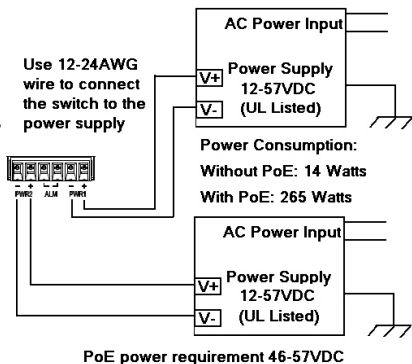 AC Power Input
Use 12-24AWG
wire to connect
the switch to the
power supply
V+
V-
Power Supply
12-57VDC
(UL Listed)
Power Consumption:
Without PoE: 14 Watts
With PoE: 265 Watts
- + - +
PWR2 ALM PWR1
AC Power Input
V+
V-
Power Supply
12-57VDC
(UL Listed)
PoE power requirement 46-57VDC